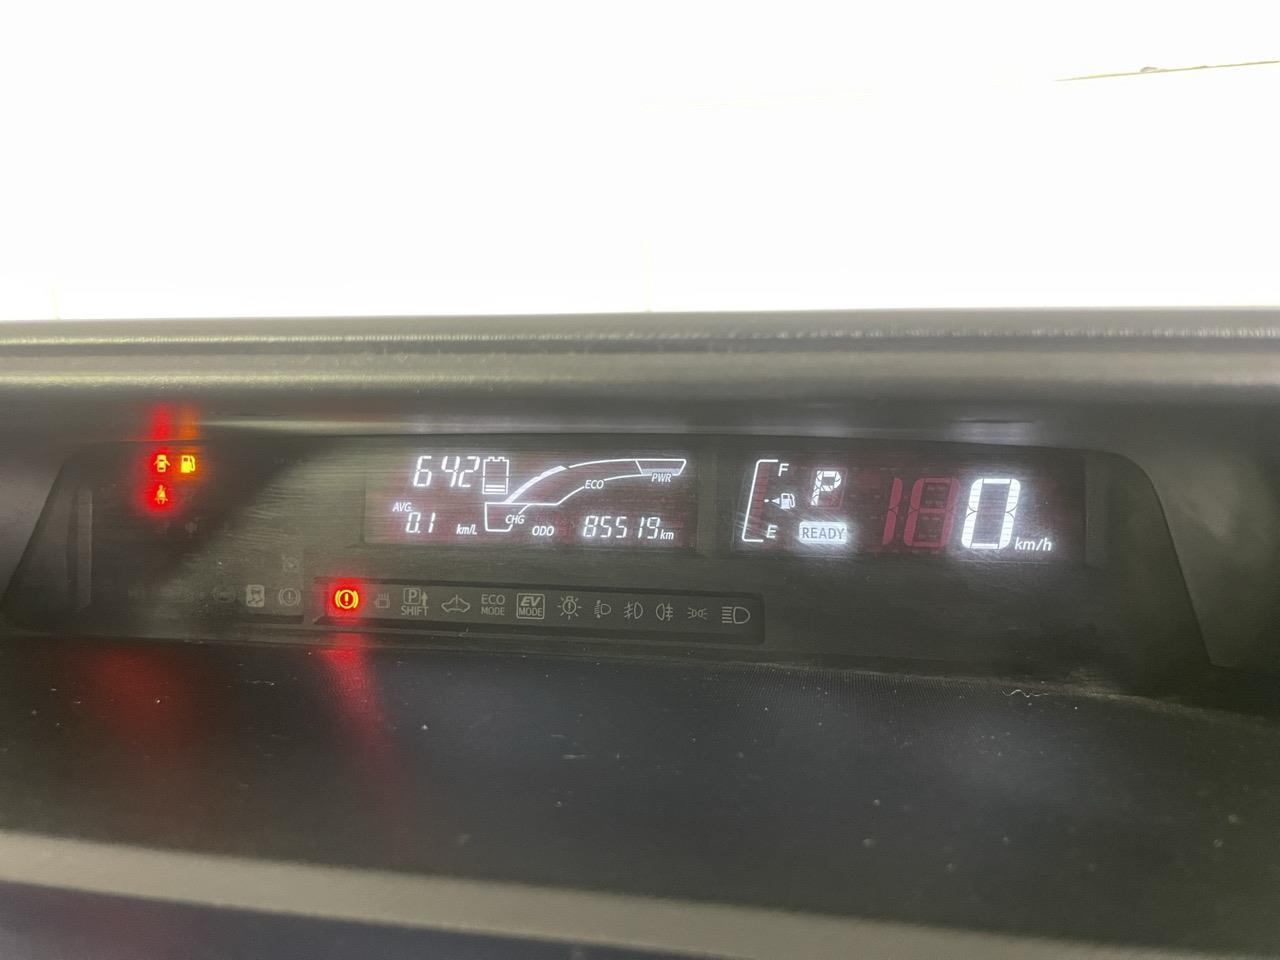 6:42
PWR
ECO
CHG
AVG.
0.1 km/L
ODO 85519 km
F
E
P
READY
0 km/h
P SHIFT
ECO MODE
EV MODE